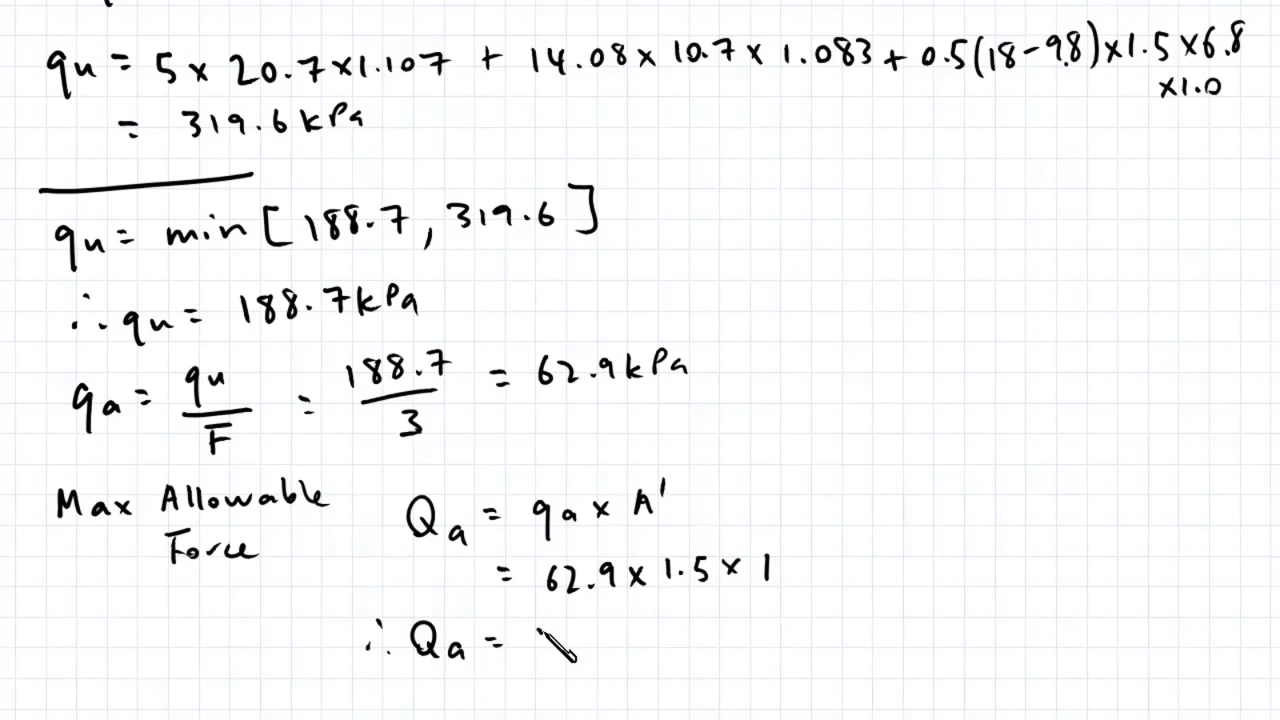 qu = 5 x 20.7 x 1.107 + 14.08 x 10.7 x 1.083 + 0.5(18-9.8) x 1.5 x 6.8
x 1.0
= 319.6 kPa
qu = min [188.7, 319.6]
∴ qu = 188.7 kPa
qa = qu / F = 188.7 / 3 = 62.9 kPa
Max Allowable Qa = qa x A'
Force = 62.9 x 1.5 x 1
∴ Qa =